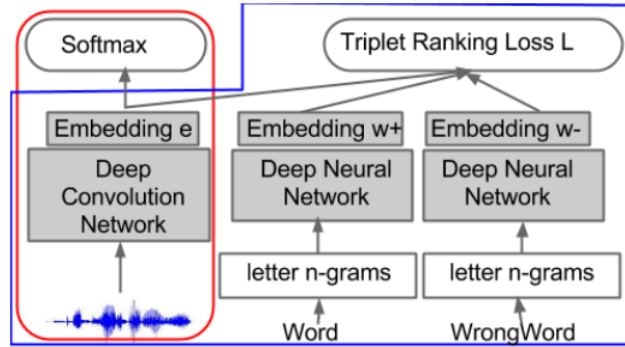 Softmax
Triplet Ranking Loss L
Embedding e
Embedding w+
Embedding w-
Deep
Convolution
Network
Deep Neural
Network
Deep Neural
Network
letter n-grams
letter n-grams
Word
WrongWord